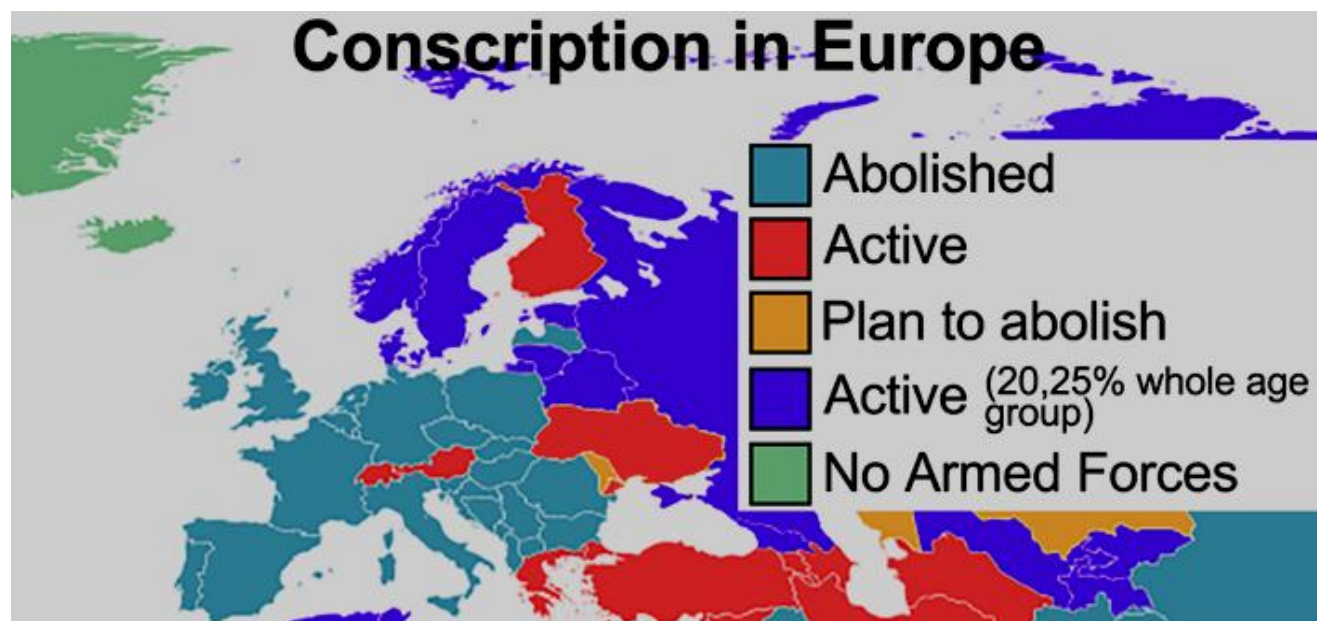 Conscription in Europe
Abolished
Active
Plan to abolish
Active (20,25% whole age
group)
No Armed Forces